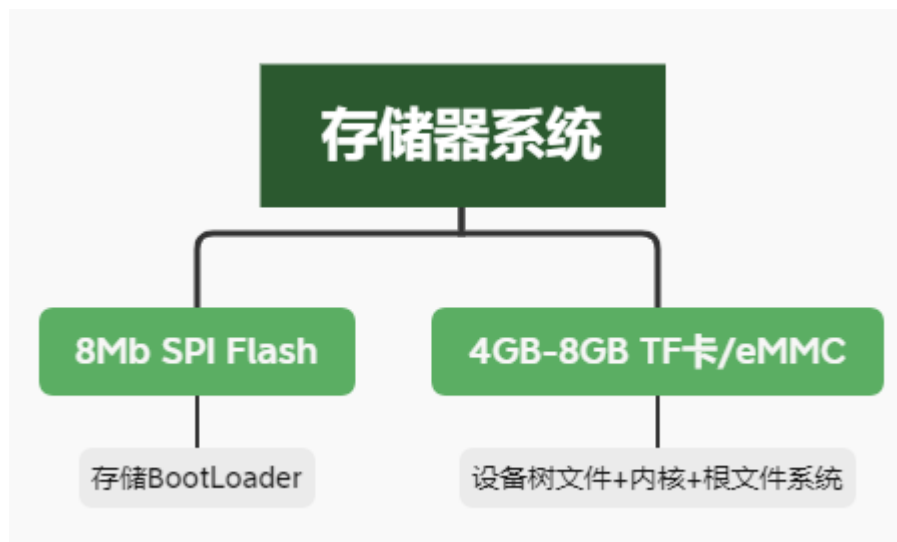 存储器系统
8Mb SPI Flash
4GB-8GB TF卡/eMMC
存储BootLoader
设备树文件+内核+根文件系统